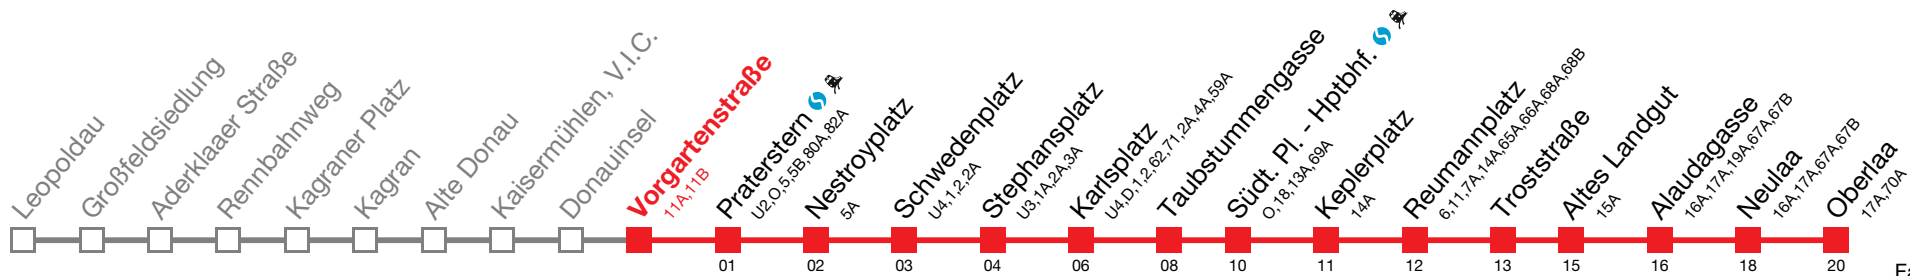 Leopoldau
Großfeldsiedlung
Aderklaaer Straße
Rennbahnweg
Kagraner Platz
Kagran
Alte Donau
Kaisermühlen, V.I.C.
Donauinsel
Vorgartenstraße
11A,11B
Praterstern
U2,O,5,5B,80A,82A
01
Nestroyplatz
5A
02
Schwedenplatz
U4,1,2,2A
03
Stephansplatz
U3,1A,2A,3A
04
Karlsplatz
U4,D,1,2,62,71,2A,4A,59A
06
Taubstummengasse
08
Südt. Pl. - Hptbhf.
O,18,13A,69A
10
Keplerplatz
14A
11
Reumannplatz
6,11,7A,14A,65A,66A,68A,68B
12
Troststraße
13
Altes Landgut
15A
15
Alaudagasse
16A,17A,19A,67A,67B
16
Neulaa
16A,17A,67A,67B
18
Oberlaa
17A,70A
20